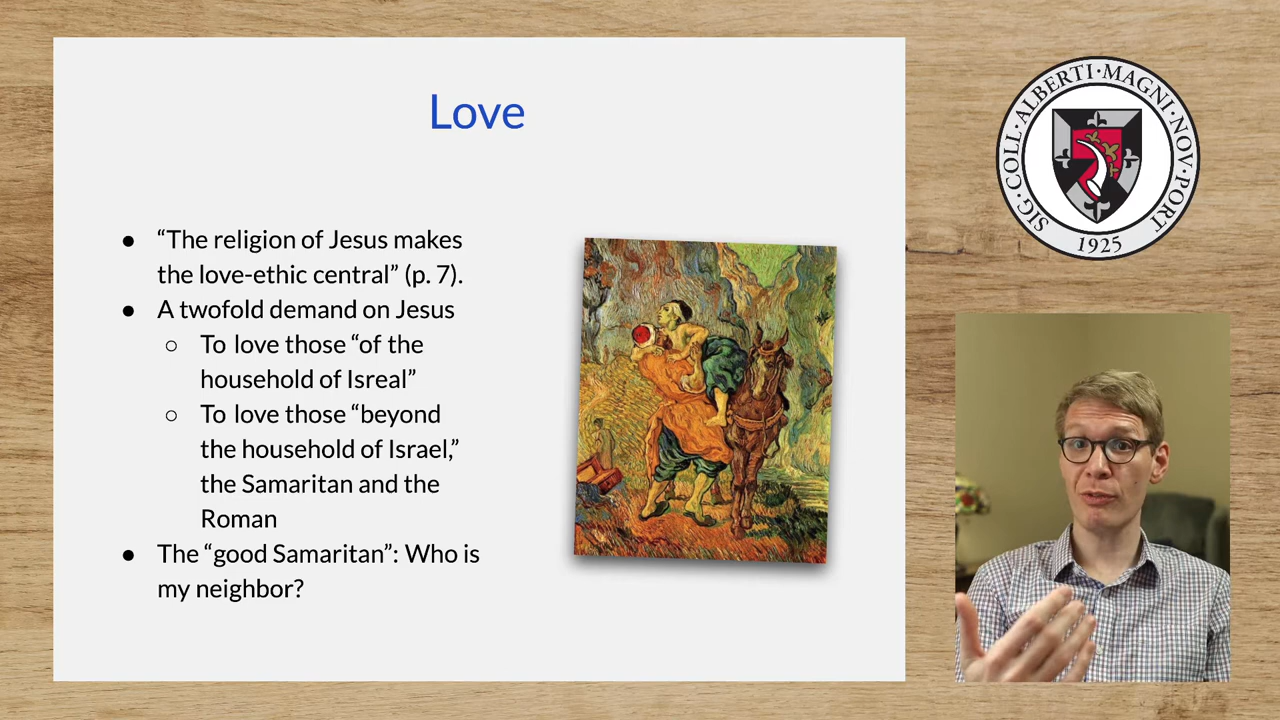 Love
● “The religion of Jesus makes
the love-ethic central” (p. 7).
● A twofold demand on Jesus
○ To love those “of the
household of Isreal”
○ To love those “beyond
the household of Israel,”
the Samaritan and the
Roman
● The “good Samaritan”: Who is
my neighbor?
SIG·COLL·ALBERTI·MAGNI·NOV·PORT
1925